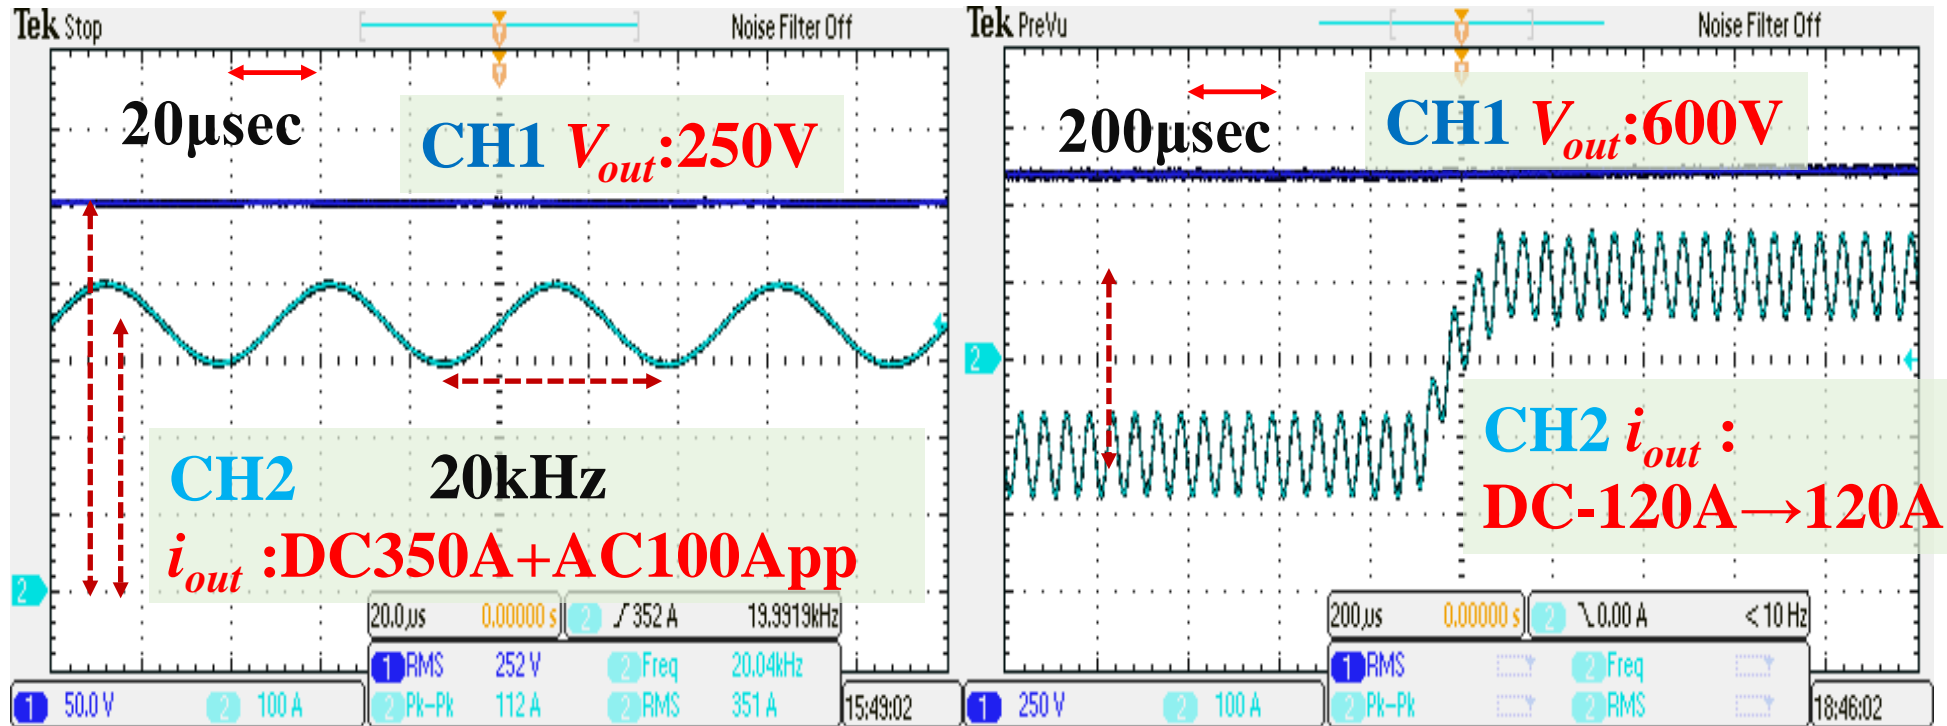 Tek Stop
Noise Filter Off
20μsec
CH1 Vout:250V
CH2 20kHz
iout :DC350A+AC100App
2
20.0µs 0.00000 s 2 352 A 19.9919kHz
1 RMS 252 V 2 Freq 20.04kHz
2 Pk-Pk 112 A 2 RMS 351 A
1 50.0 V 2 100 A 15:49:02
Tek PreVu
Noise Filter Off
200μsec
CH1 Vout:600V
2
CH2 iout :
DC-120A→120A
200µs 0.00000 s 2 0.00 A < 10 Hz
1 RMS 2 Freq
2 Pk-Pk 2 RMS
1 250 V 2 100 A 18:46:02